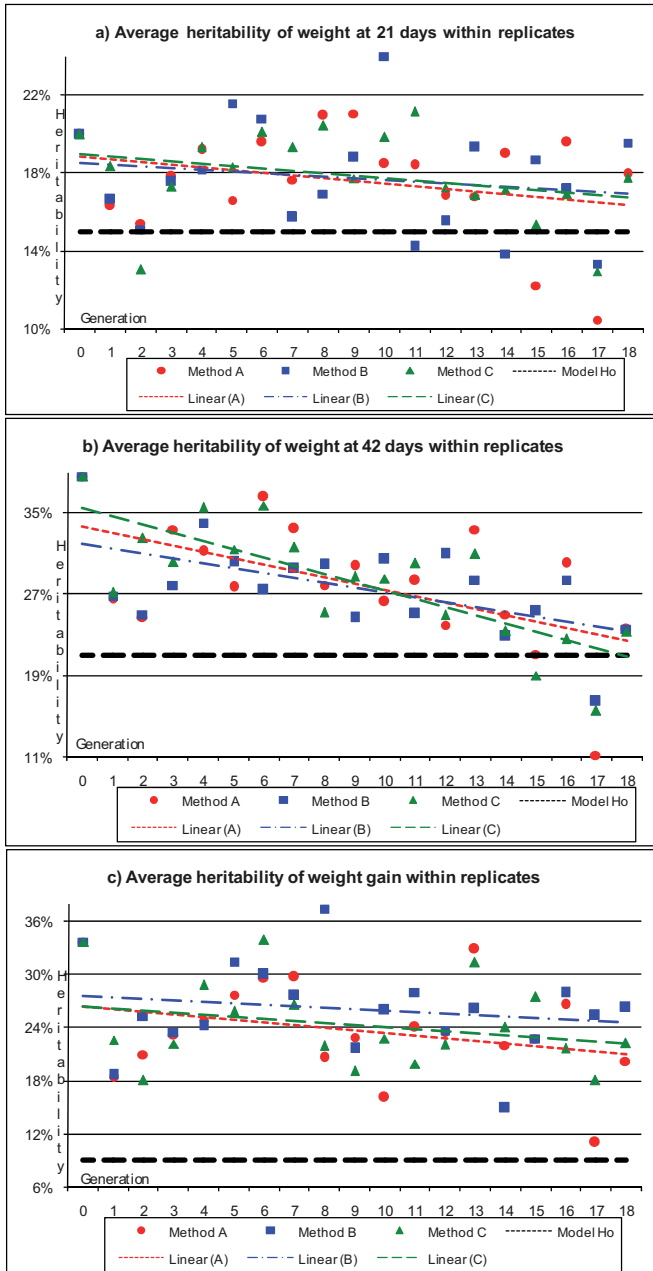 a) Average heritability of weight at 21 days within replicates
22%
18%
14%
10%
Heritability
Generation
0 1 2 3 4 5 6 7 8 9 10 11 12 13 14 15 16 17 18
Method A Method B Method C Model Ho
Linear (A) Linear (B) Linear (C)
b) Average heritability of weight at 42 days within replicates
35%
27%
19%
11%
Heritability
Generation
0 1 2 3 4 5 6 7 8 9 10 11 12 13 14 15 16 17 18
Method A Method B Method C Model Ho
Linear (A) Linear (B) Linear (C)
c) Average heritability of weight gain within replicates
36%
30%
24%
18%
12%
6%
Heritability
Generation
0 1 2 3 4 5 6 7 8 9 10 11 12 13 14 15 16 17 18
Method A Method B Method C Model Ho
Linear (A) Linear (B) Linear (C)